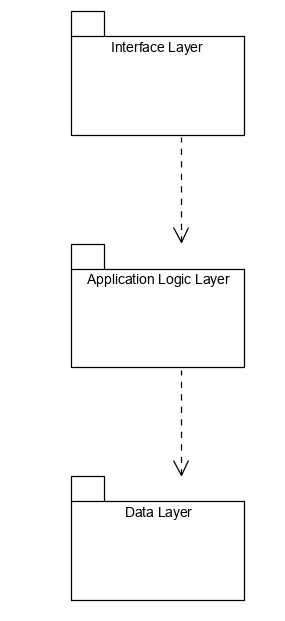 Interface Layer
Application Logic Layer
Data Layer